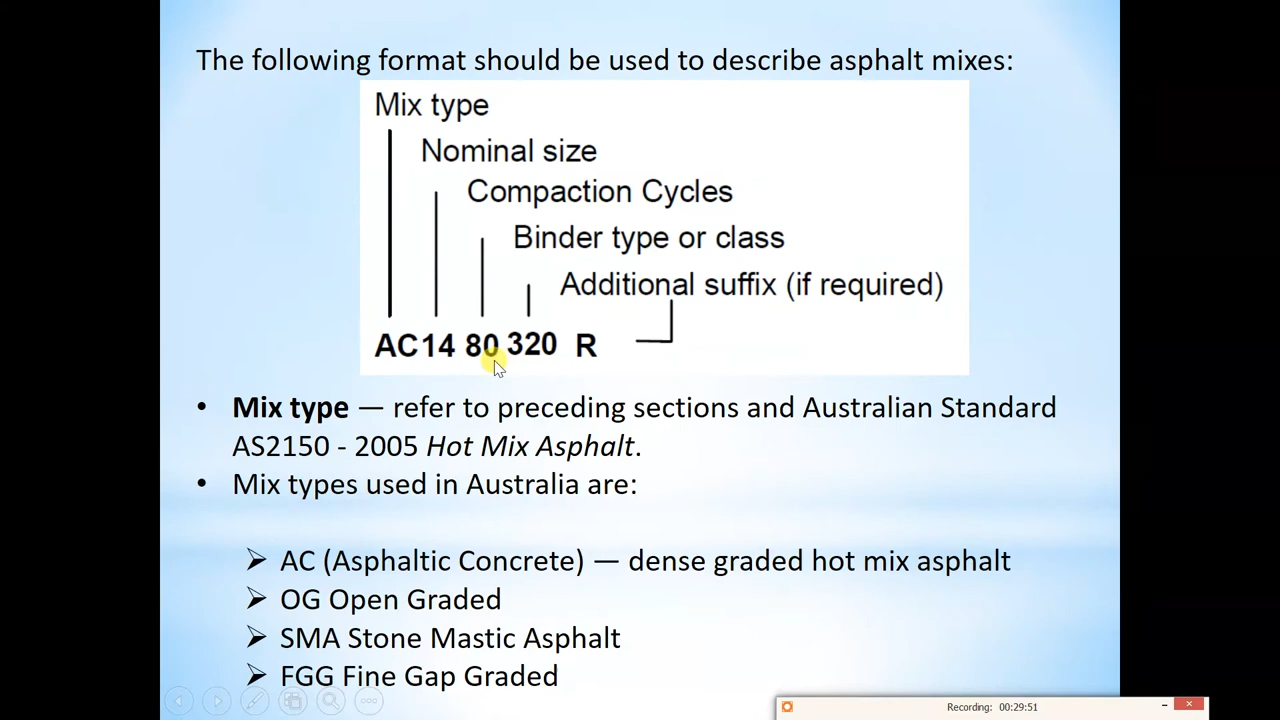 The following format should be used to describe asphalt mixes:
Mix type
Nominal size
Compaction Cycles
Binder type or class
Additional suffix (if required)
AC14 80 320 R
• Mix type — refer to preceding sections and Australian Standard
AS2150 - 2005 Hot Mix Asphalt.
• Mix types used in Australia are:
➢ AC (Asphaltic Concrete) — dense graded hot mix asphalt
➢ OG Open Graded
➢ SMA Stone Mastic Asphalt
➢ FGG Fine Gap Graded
Recording: 00:29:51